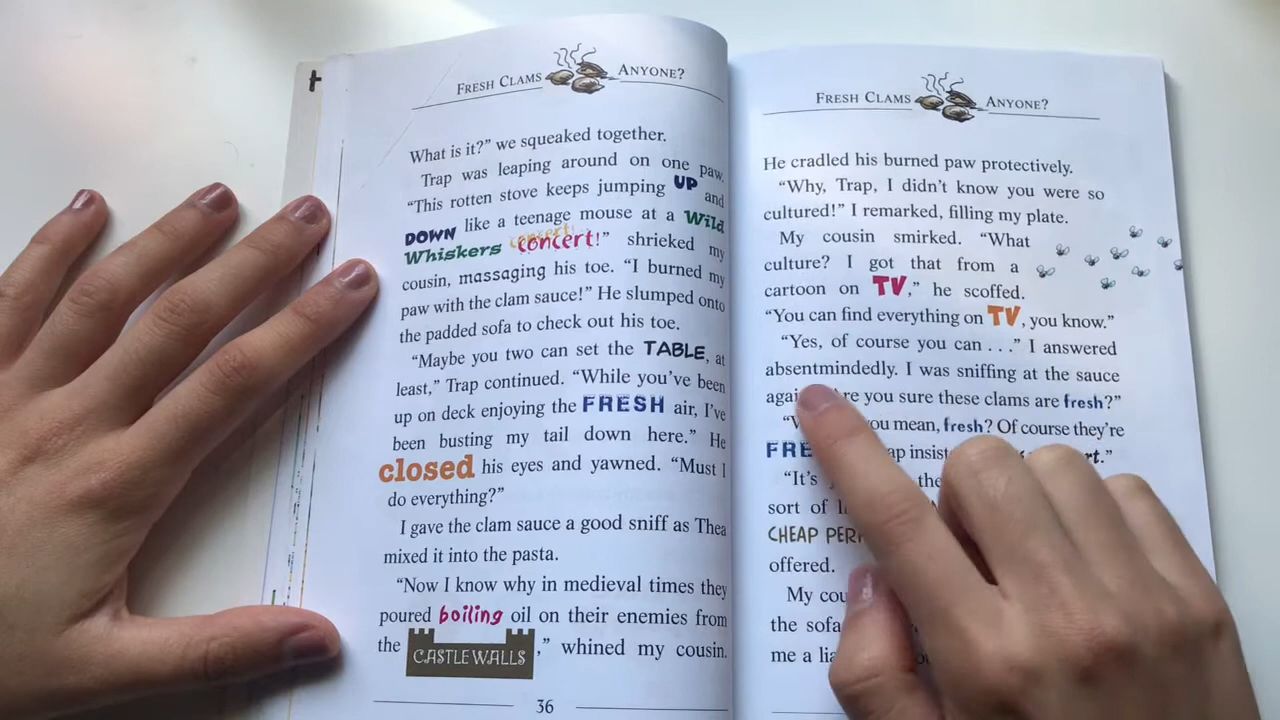 FRESH CLAMS ANYONE?
What is it?” we squeaked together.
Trap was leaping around on one paw.
“This rotten stove keeps jumping UP and
DOWN like a teenage mouse at a Wild
Whiskers concert!” shrieked my
cousin, massaging his toe. “I burned my
paw with the clam sauce!” He slumped onto
the padded sofa to check out his toe.
“Maybe you two can set the TABLE, at
least,” Trap continued. “While you’ve been
up on deck enjoying the FRESH air, I’ve
been busting my tail down here.” He
closed his eyes and yawned. “Must I
do everything?”
I gave the clam sauce a good sniff as Thea
mixed it into the pasta.
“Now I know why in medieval times they
poured boiling oil on their enemies from
the CASTLE WALLS,” whined my cousin.
36
FRESH CLAMS ANYONE?
He cradled his burned paw protectively.
“Why, Trap, I didn’t know you were so
cultured!” I remarked, filling my plate.
My cousin smirked. “What
culture? I got that from a
cartoon on TV,” he scoffed.
“You can find everything on TV, you know.”
“Yes, of course you can . . .” I answered
absentmindedly. I was sniffing at the sauce
Are you sure these clams are fresh?”
you mean, fresh? Of course they’re
“It’s the
sort of
CHEAP
offered.
My
the sofa
me a